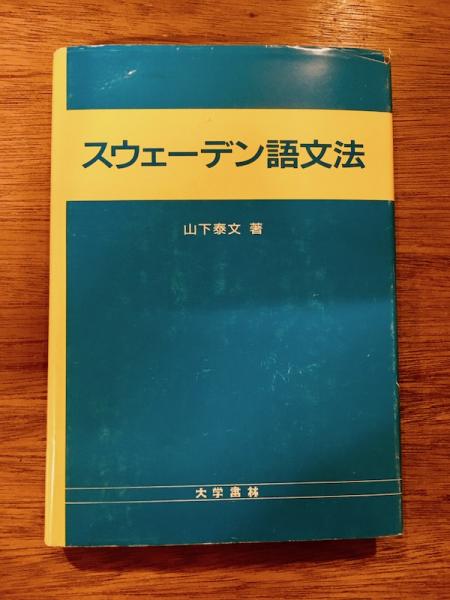 スウェーデン語文法
山下泰文 著
大学書林